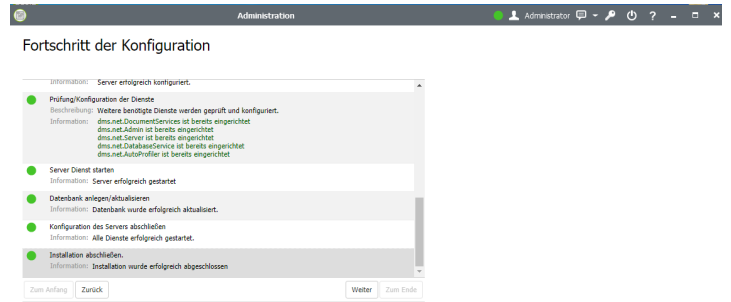 Administration
Administrator
?
Fortschritt der Konfiguration
Information: Server erfolgreich konfiguriert.
Prüfung/Konfiguration der Dienste
Beschreibung: Weitere benötigte Dienste werden geprüft und konfiguriert.
Information: dms.net.DocumentServices ist bereits eingerichtet
dms.net.Admin ist bereits eingerichtet
dms.net.Server ist bereits eingerichtet
dms.net.DatabaseService ist bereits eingerichtet
dms.net.AutoProfiler ist bereits eingerichtet
Server Dienst starten
Information: Server erfolgreich gestartet
Datenbank anlegen/aktualisieren
Information: Datenbank wurde erfolgreich aktualisiert.
Konfiguration des Servers abschließen
Information: Alle Dienste erfolgreich gestartet.
Installation abschließen.
Information: Installation wurde erfolgreich abgeschlossen
Zum Anfang Zurück Weiter Zum Ende